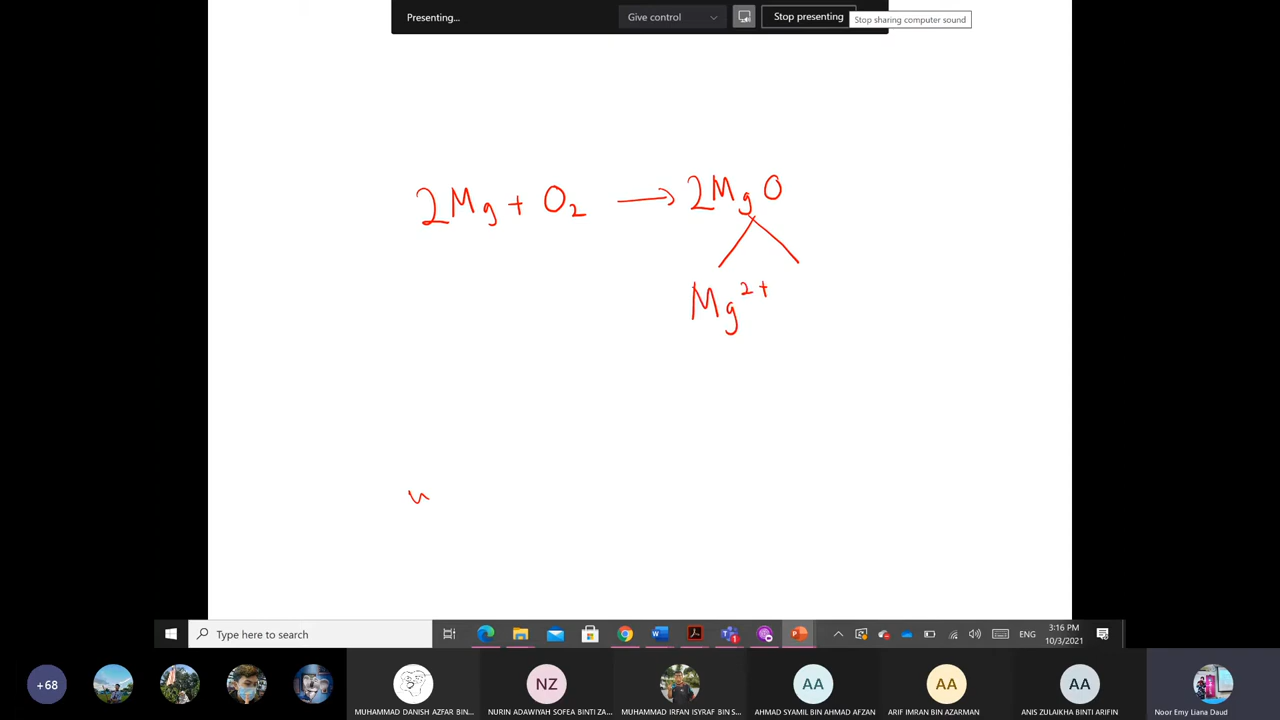 Presenting...
Give control
Stop presenting
Stop sharing computer sound
2Mg + O₂ → 2MgO
Mg²⁺
Type here to search
ENG
3:16 PM
10/3/2021
+68
NZ
AA
AA
AA
MUHAMMAD DANISH AZFAR BIN...
NURIN ADAWIYAH SOFEA BINTI ZA...
MUHAMMAD IRFAN ISYRAF BIN S...
AHMAD SYAMIL BIN AHMAD AFZAN
ARIF IMRAN BIN AZARMAN
ANIS ZULAIKHA BINTI ARIFIN
Noor Emy Liana Daud